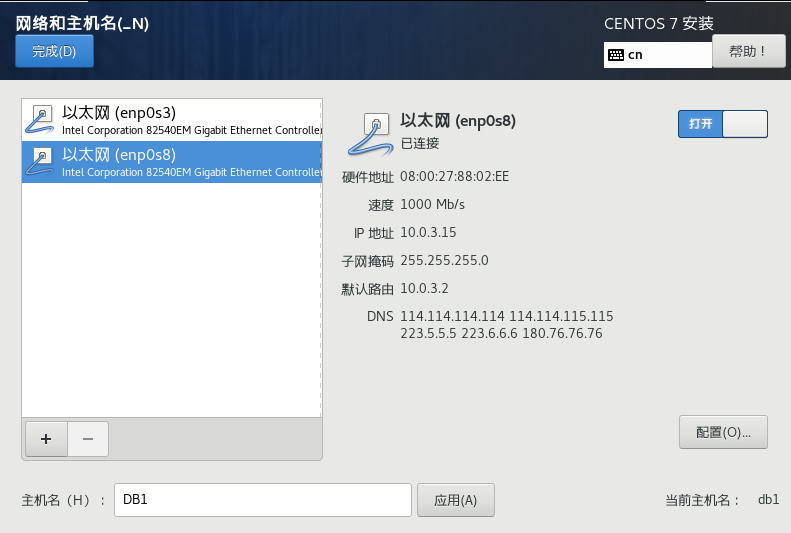 网络和主机名(_N)
CENTOS 7 安装
完成(D)
cn
帮助！
以太网 (enp0s3)
Intel Corporation 82540EM Gigabit Ethernet Controller
以太网 (enp0s8)
Intel Corporation 82540EM Gigabit Ethernet Controller
以太网 (enp0s8)
已连接
打开
硬件地址 08:00:27:88:02:EE
速度 1000 Mb/s
IP 地址 10.0.3.15
子网掩码 255.255.255.0
默认路由 10.0.3.2
DNS 114.114.114.114 114.114.115.115
223.5.5.5 223.6.6.6 180.76.76.76
+ −
配置(O)...
主机名（H）： DB1 应用(A) 当前主机名： db1